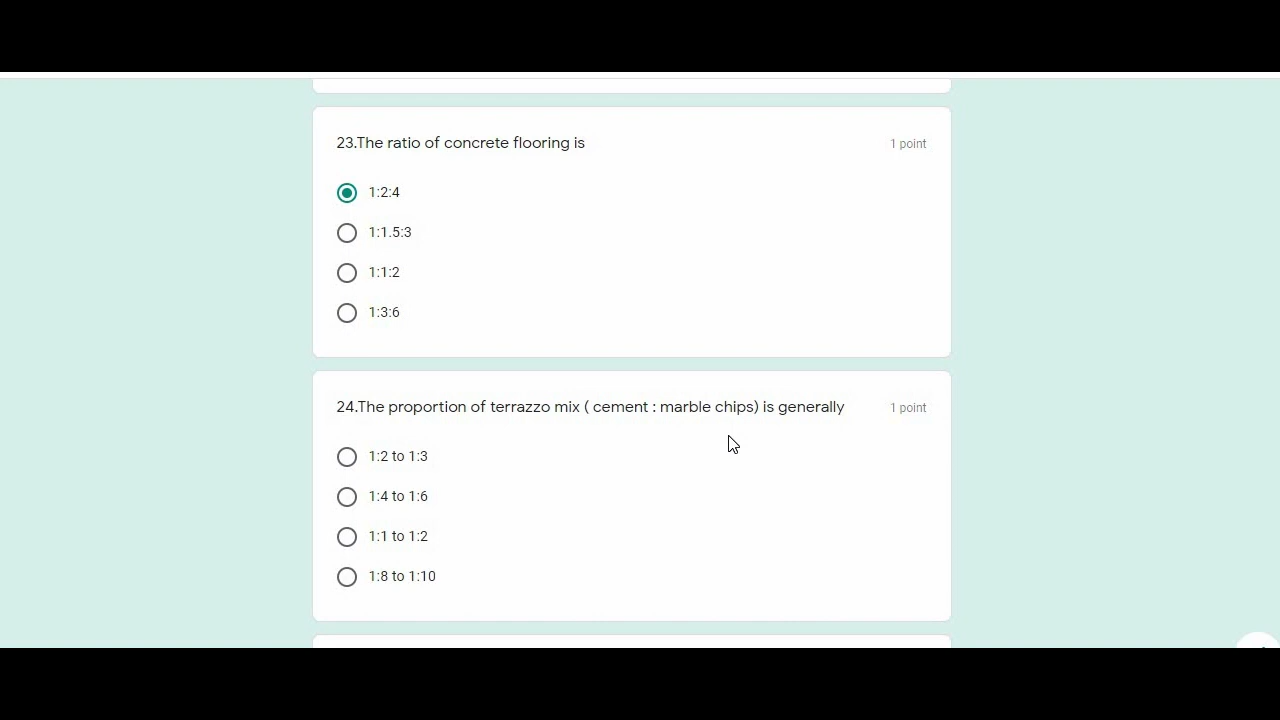 23.The ratio of concrete flooring is
1 point
1:2:4
1:1.5:3
1:1:2
1:3:6
24.The proportion of terrazzo mix ( cement : marble chips) is generally
1 point
1:2 to 1:3
1:4 to 1:6
1:1 to 1:2
1:8 to 1:10